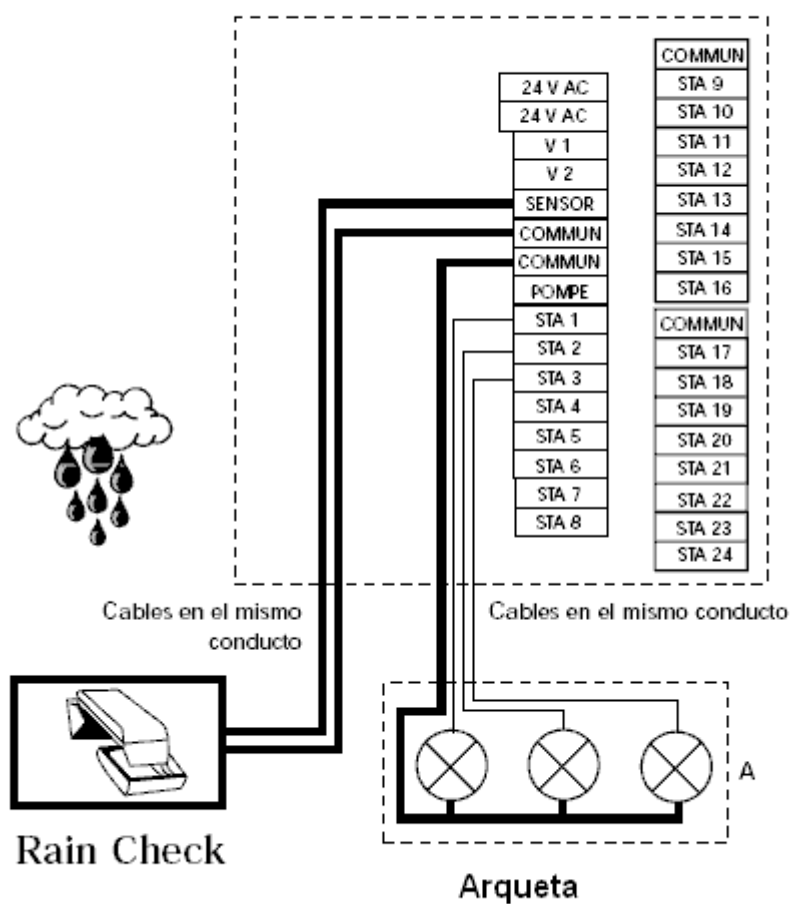 24 V AC
24 V AC
V 1
V 2
SENSOR
COMMUN
COMMUN
POMPE
STA 1
STA 2
STA 3
STA 4
STA 5
STA 6
STA 7
STA 8
COMMUN
STA 9
STA 10
STA 11
STA 12
STA 13
STA 14
STA 15
STA 16
COMMUN
STA 17
STA 18
STA 19
STA 20
STA 21
STA 22
STA 23
STA 24
Cables en el mismo
conducto
Cables en el mismo conducto
A
Rain Check
Arqueta